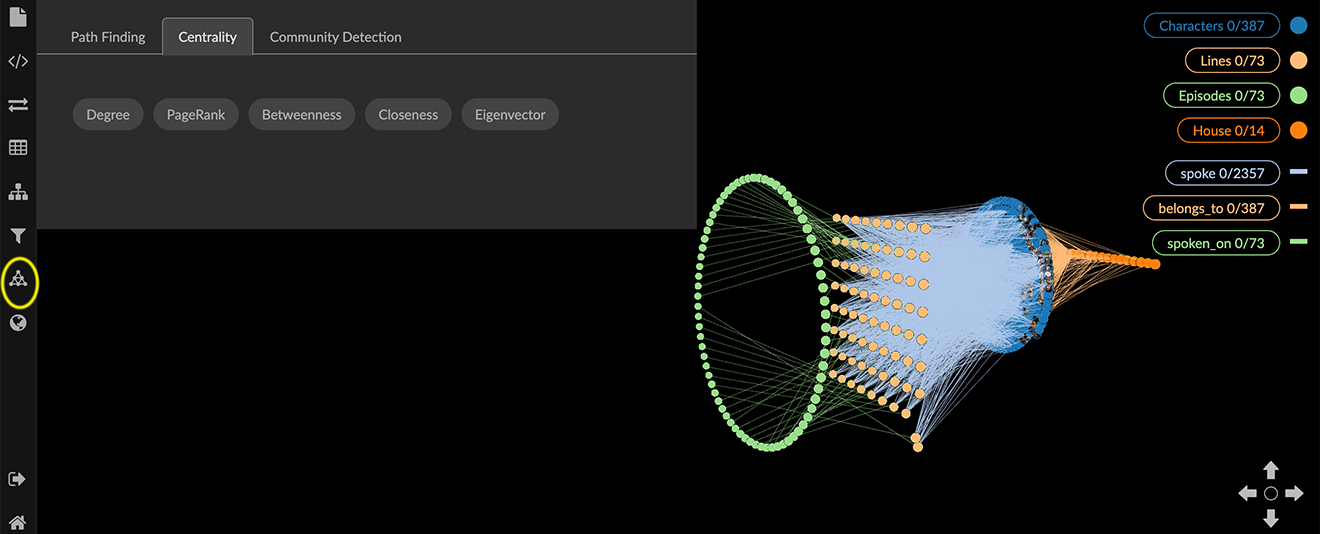 Path Finding
Centrality
Community Detection
Degree
PageRank
Betweenness
Closeness
Eigenvector
Characters 0/387
Lines 0/73
Episodes 0/73
House 0/14
spoke 0/2357
belongs_to 0/387
spoken_on 0/73